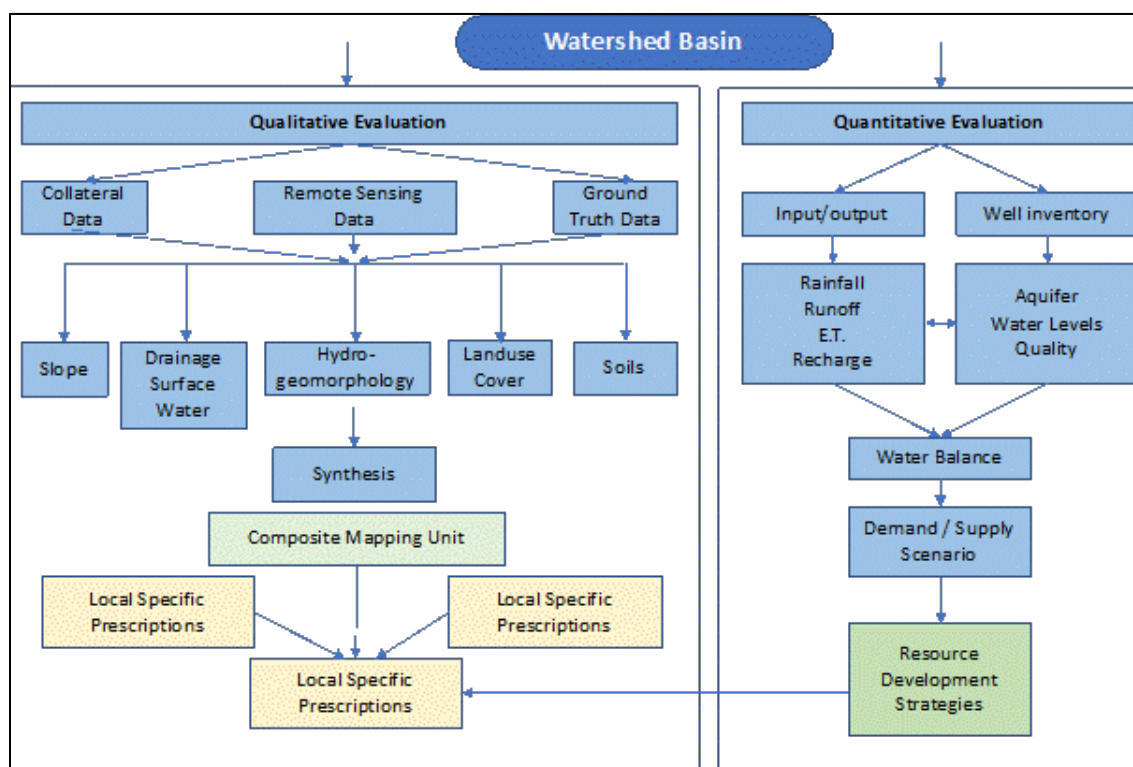 Watershed Basin
Qualitative Evaluation
Collateral
Data
Remote Sensing
Data
Ground
Truth Data
Slope
Drainage
Surface
Water
Hydro-
geomorphology
Landuse
Cover
Soils
Synthesis
Composite Mapping Unit
Local Specific
Prescriptions
Local Specific
Prescriptions
Local Specific
Prescriptions
Quantitative Evaluation
Input/output
Well inventory
Rainfall
Runoff
E.T.
Recharge
Aquifer
Water Levels
Quality
Water Balance
Demand / Supply
Scenario
Resource
Development
Strategies